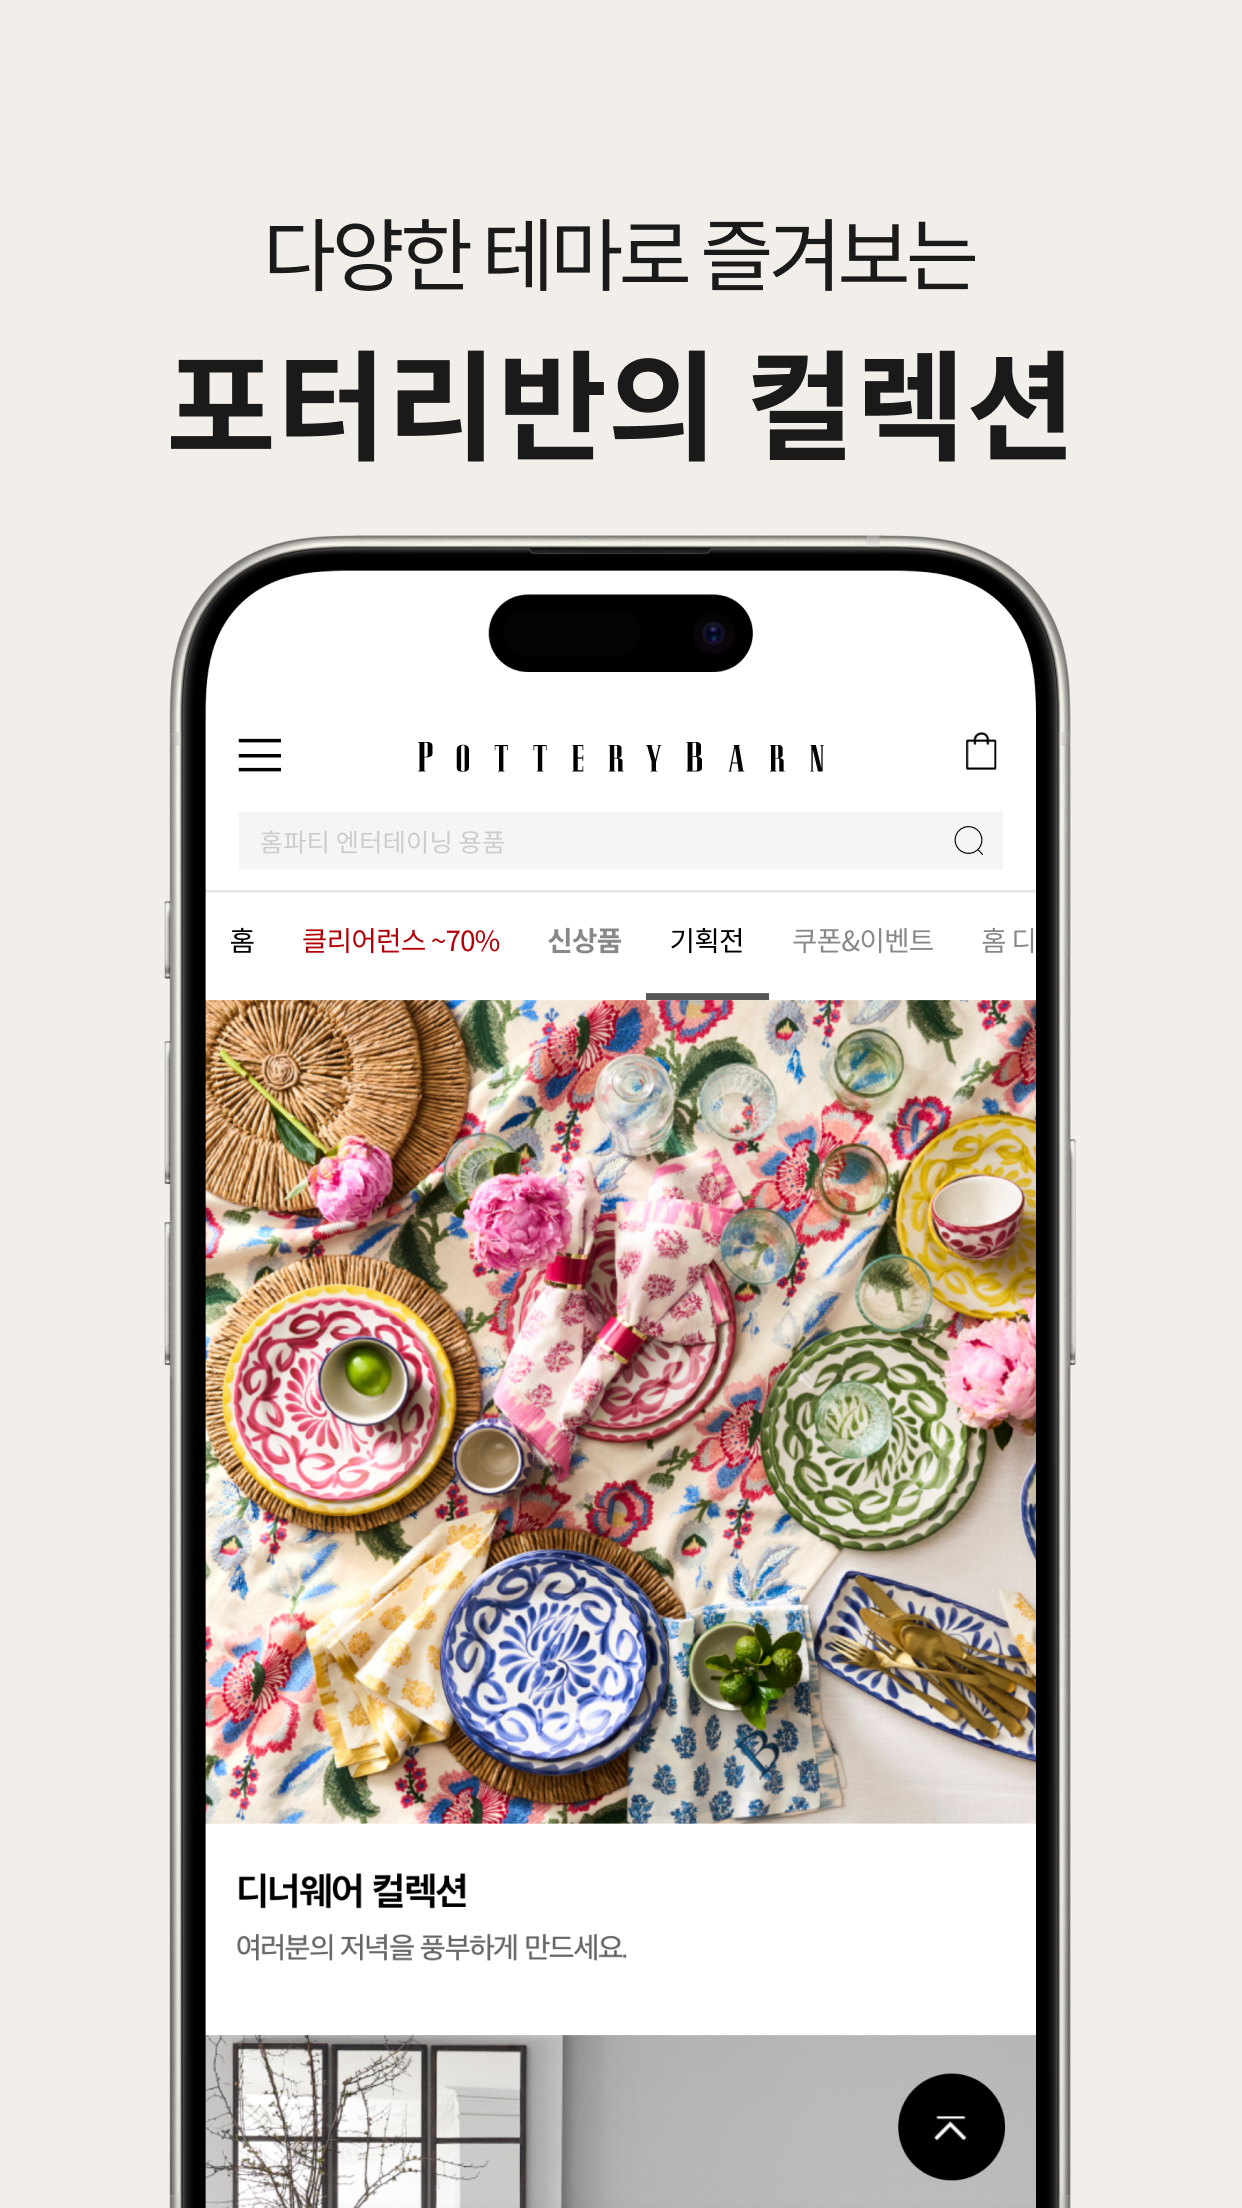 다양한 테마로 즐겨보는
포터리반의 컬렉션
POTTERY BARN
홈파티 엔터테이닝 용품
홈 클리어런스 ~70% 신상품 기획전 쿠폰&이벤트 홈 디
B
디너웨어 컬렉션
여러분의 저녁을 풍부하게 만드세요.